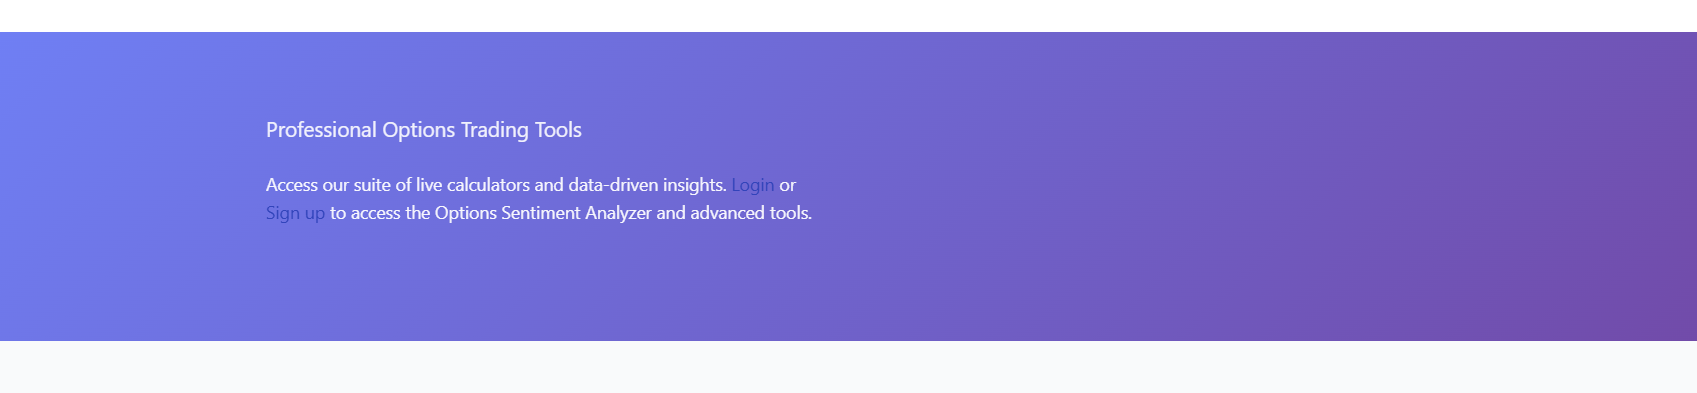 Professional Options Trading Tools
Access our suite of live calculators and data-driven insights. Login or
Sign up to access the Options Sentiment Analyzer and advanced tools.